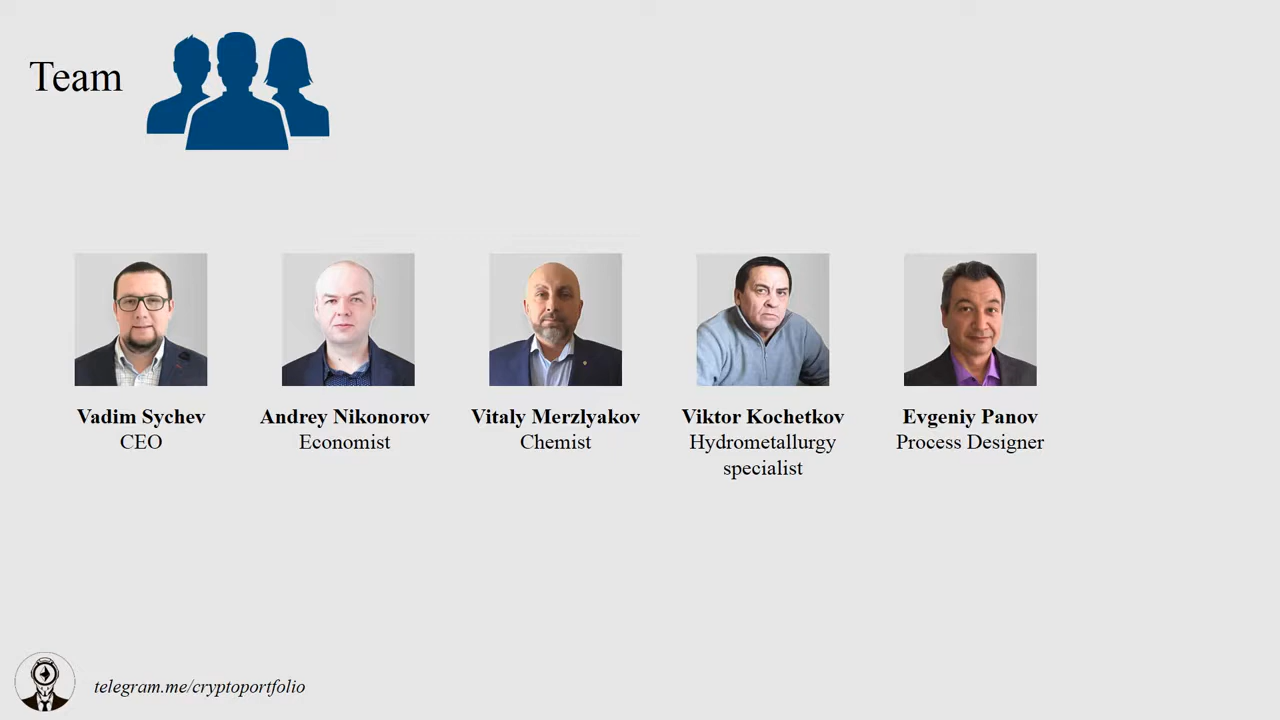 Team
Vadim Sychev
CEO
Andrey Nikonorov
Economist
Vitaly Merzlyakov
Chemist
Viktor Kochetkov
Hydrometallurgy
specialist
Evgeniy Panov
Process Designer
telegram.me/cryptoportfolio